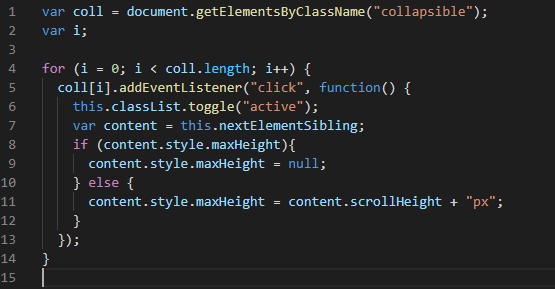 1 var coll = document.getElementsByClassName("collapsible");
2 var i;
3
4 for (i = 0; i < coll.length; i++) {
5   coll[i].addEventListener("click", function() {
6     this.classList.toggle("active");
7     var content = this.nextElementSibling;
8     if (content.style.maxHeight){
9       content.style.maxHeight = null;
10     } else {
11       content.style.maxHeight = content.scrollHeight + "px";
12     }
13   });
14 }
15